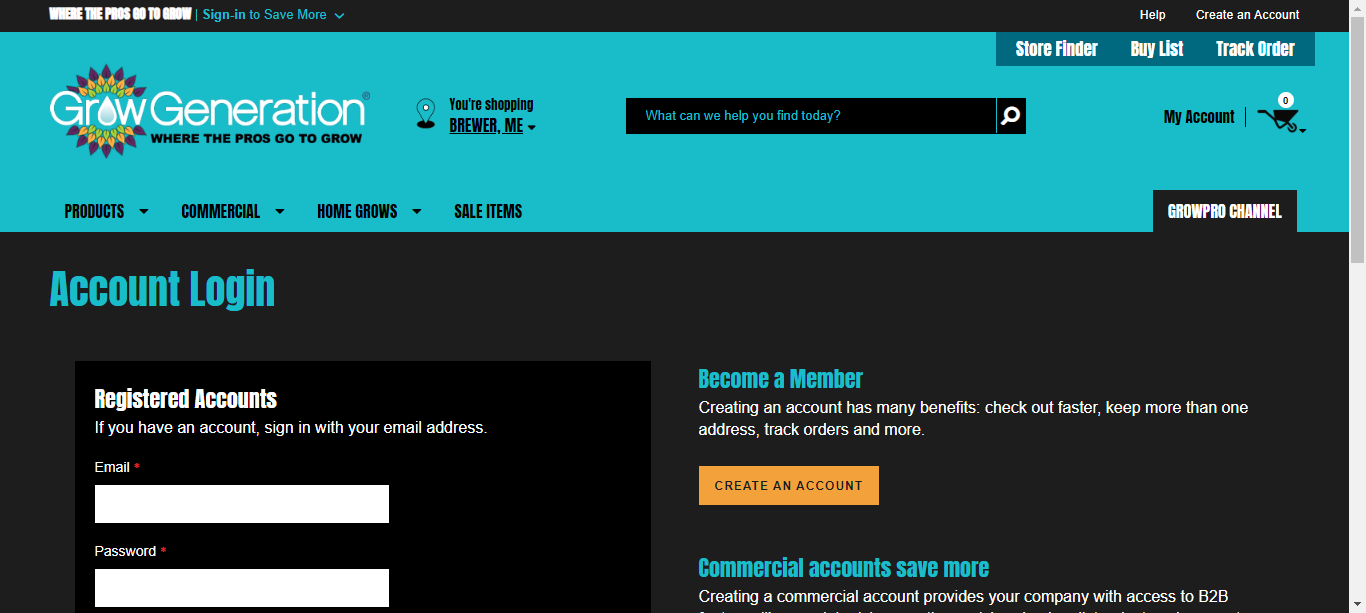 WHERE THE PROS GO TO GROW | Sign-in to Save More
Help Create an Account
Store Finder Buy List Track Order
GrowGeneration®
WHERE THE PROS GO TO GROW
You're shopping
BREWER, ME
What can we help you find today?
My Account
0
PRODUCTS COMMERCIAL HOME GROWS SALE ITEMS
GROWPRO CHANNEL
Account Login
Registered Accounts
If you have an account, sign in with your email address.
Email *
Password *
Become a Member
Creating an account has many benefits: check out faster, keep more than one
address, track orders and more.
CREATE AN ACCOUNT
Commercial accounts save more
Creating a commercial account provides your company with access to B2B